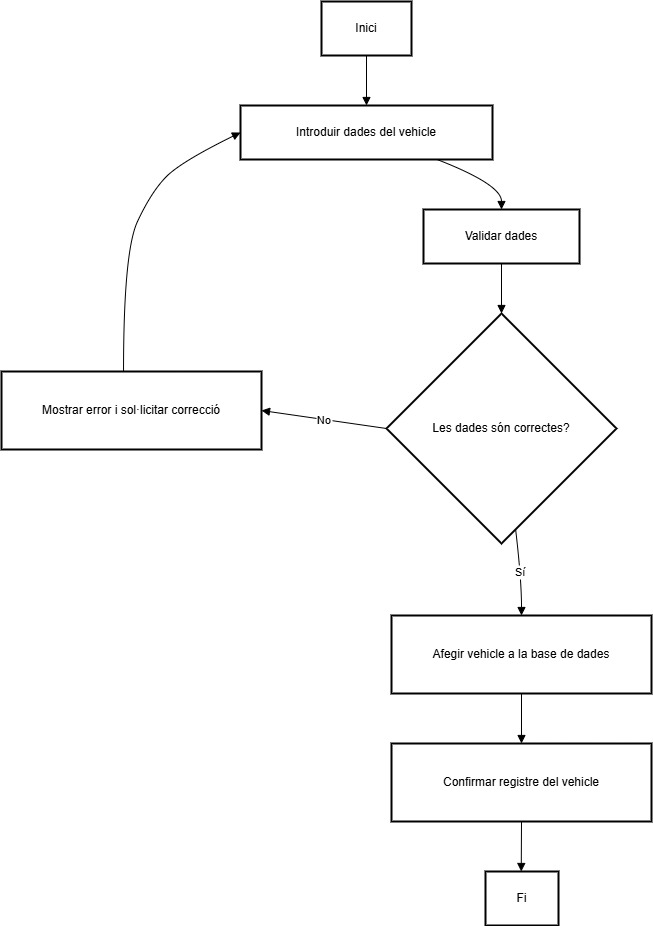 Inici
Introduir dades del vehicle
Validar dades
Les dades són correctes?
Mostrar error i sol·licitar correcció
No
Sí
Afegir vehicle a la base de dades
Confirmar registre del vehicle
Fi